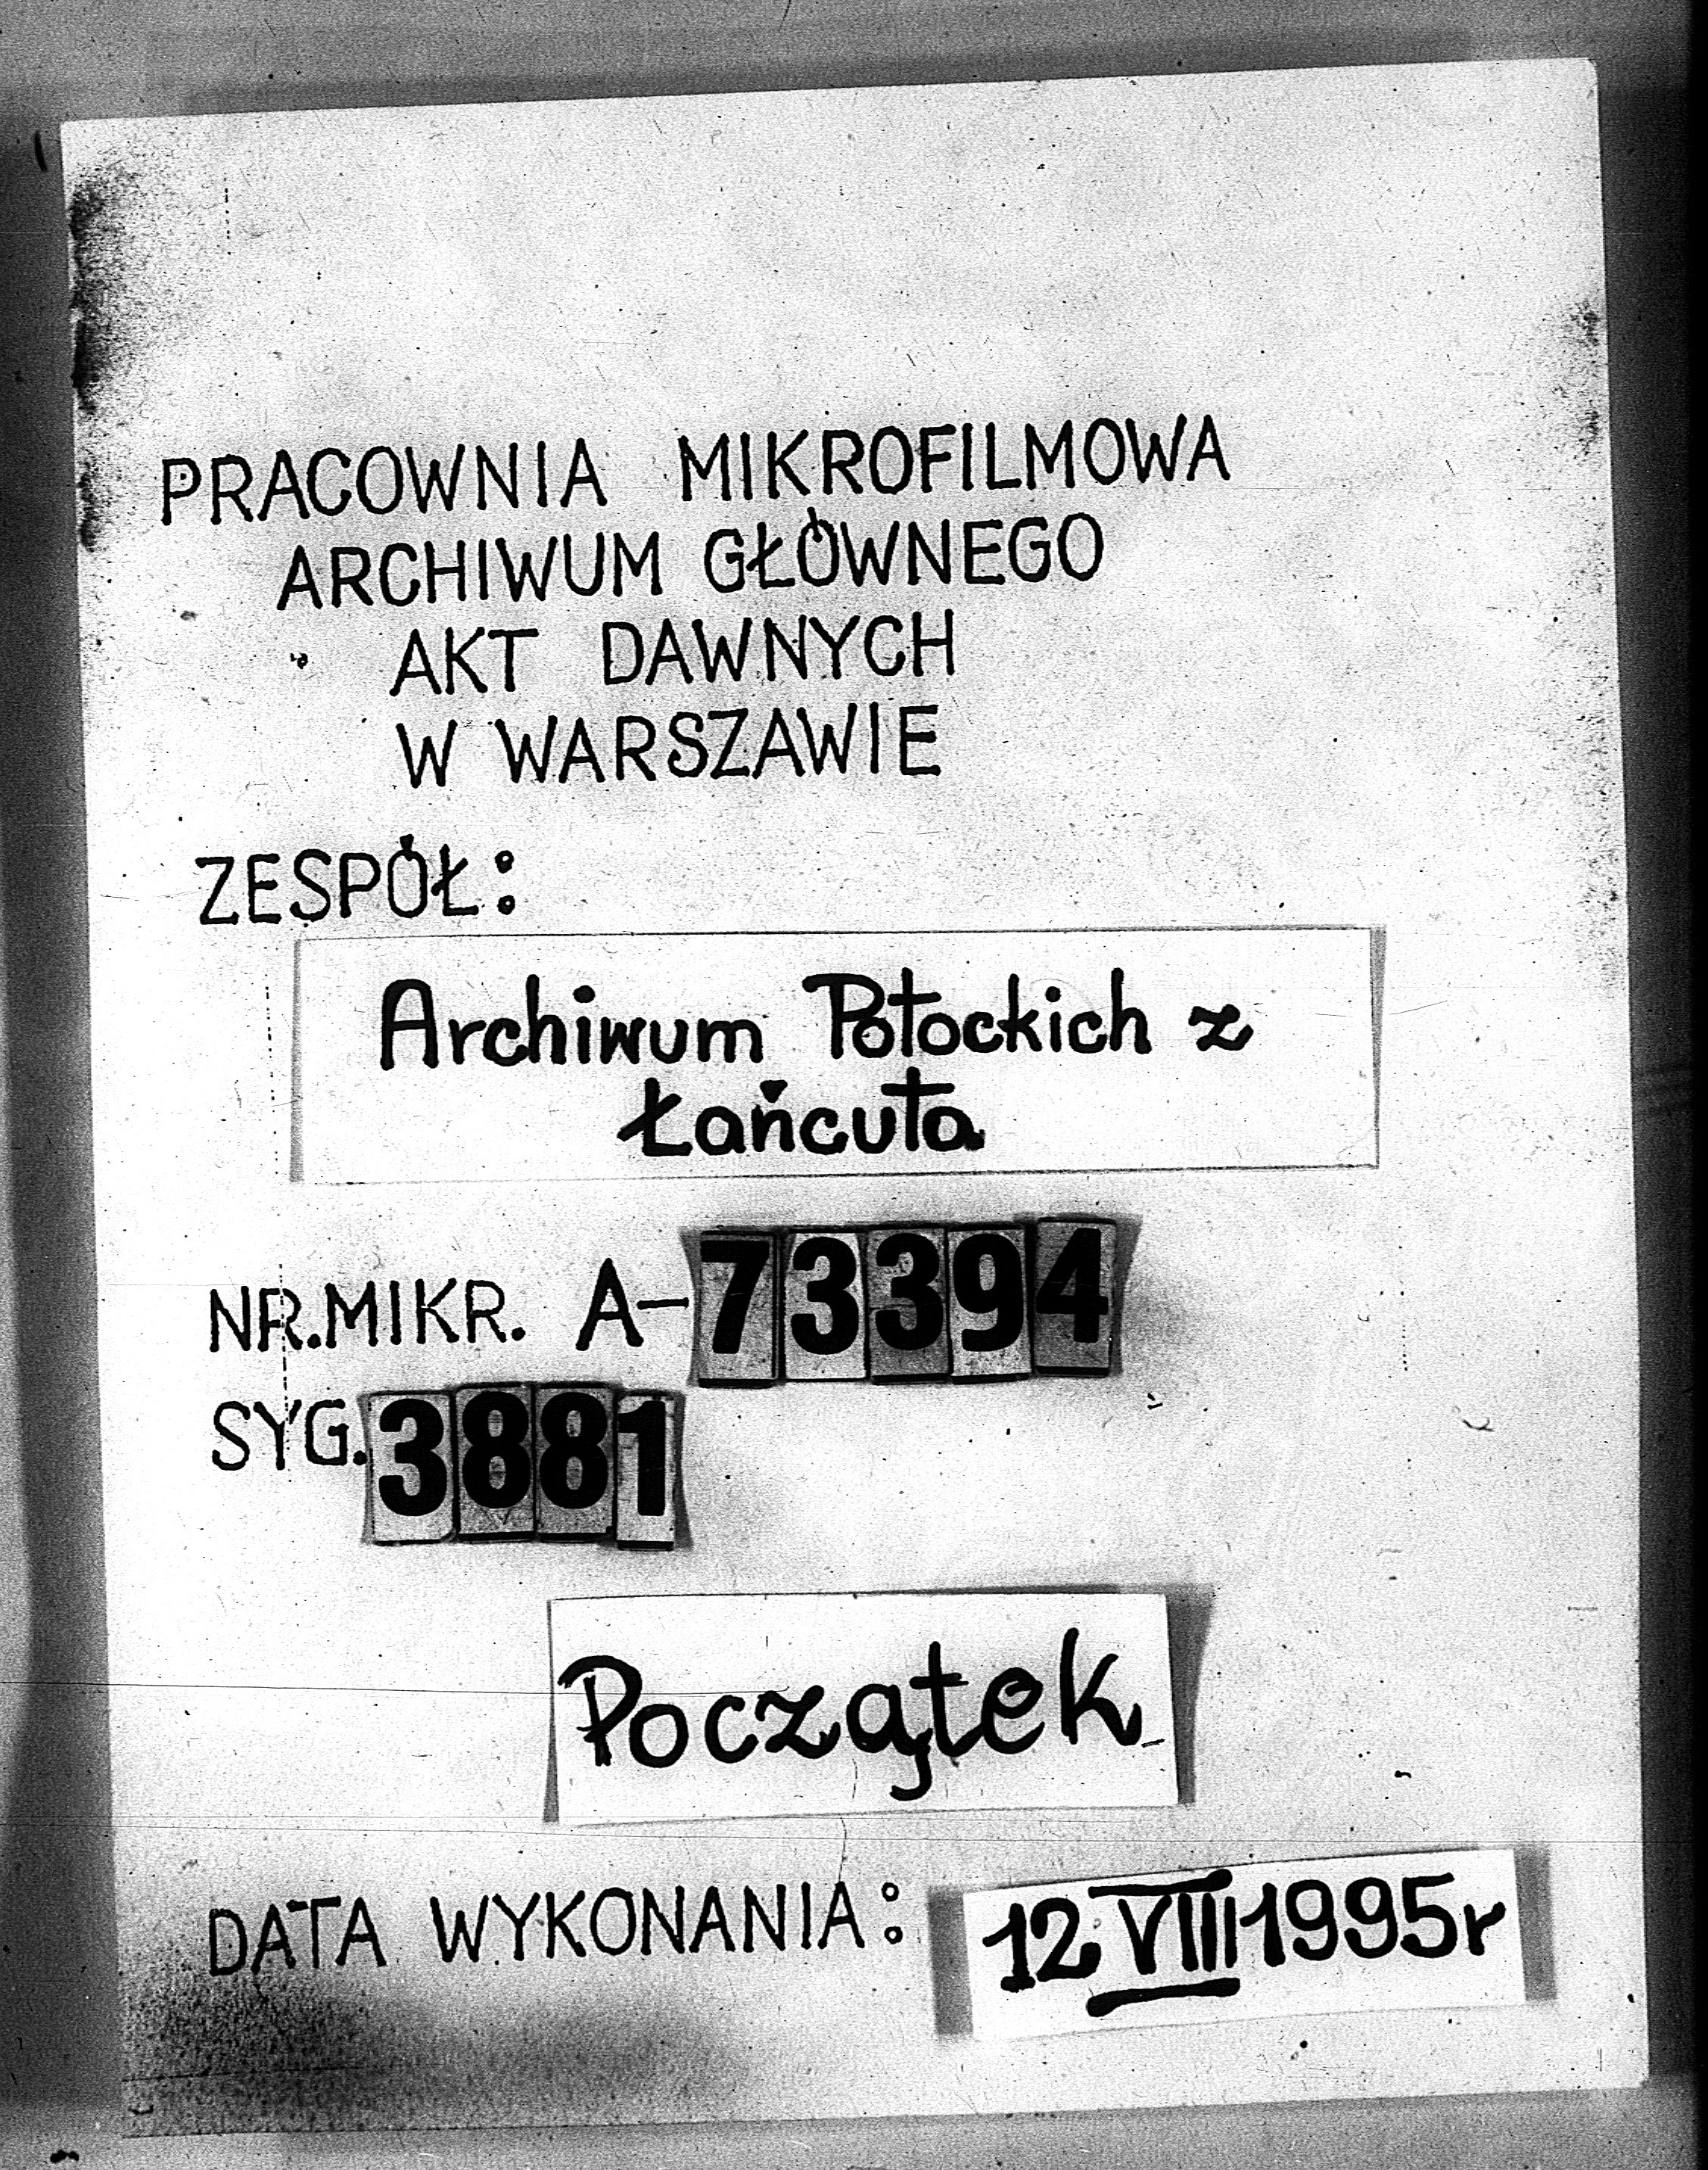 PRACOWNIA MIKROFILMOWA
ARCHIWUM GŁÓWNEGO
AKT DAWNYCH
W WARSZAWIE
ZESPÓŁ:
Archiwum Potockich z
Łańcuta
NR.MIKR. A-73394
SYG. 3881
Początek
DATA WYKONANIA: 12 VIII 1995r